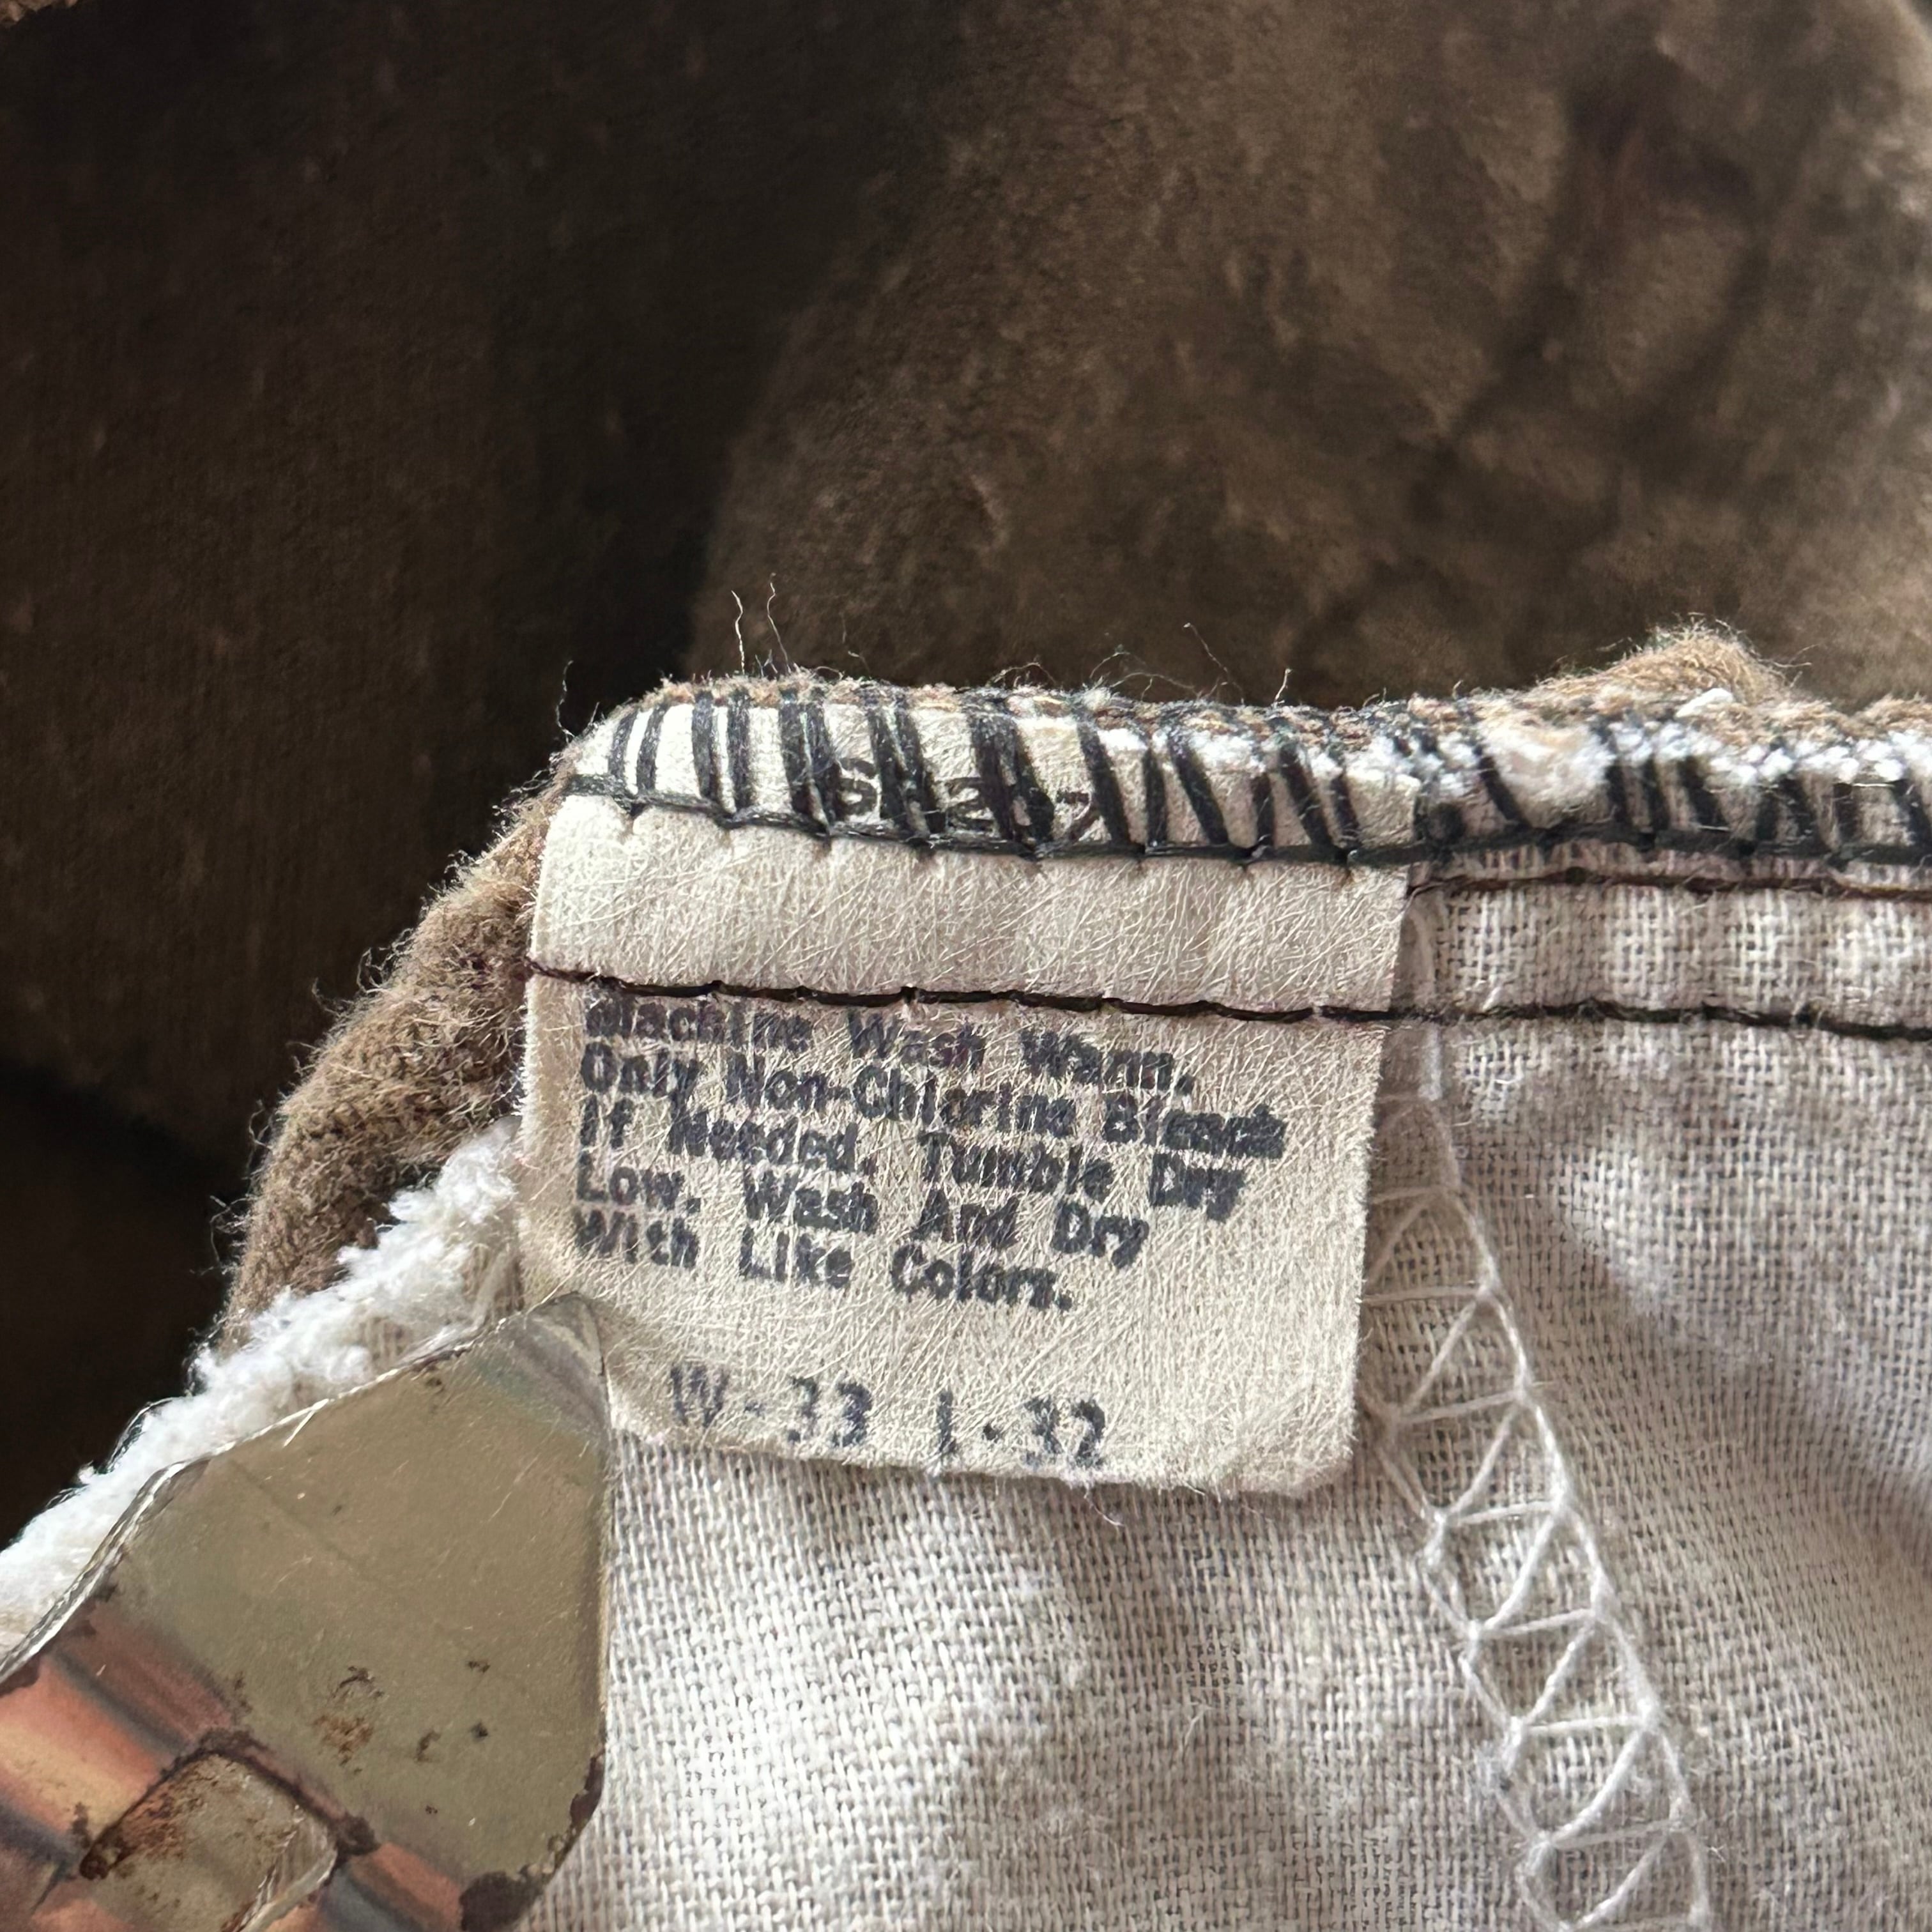 Machine Wash Warm.
Only Non-Chlorine Bleach
If Needed. Tumble Dry
Low. Wash And Dry
With Like Colors.
W-33 L-32